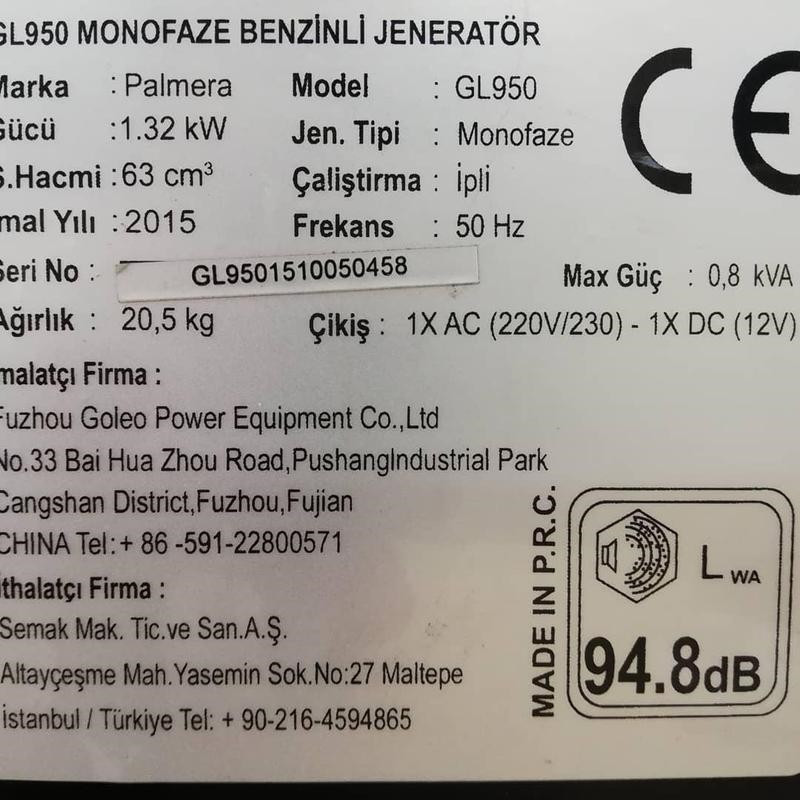 GL950 MONOFAZE BENZİNLİ JENERATÖR
Marka : Palmera Model : GL950
Gücü :1.32 kW Jen. Tipi : Monofaze
S.Hacmi :63 cm³ Çaliştirma : İpli
İmal Yılı :2015 Frekans : 50 Hz
Seri No : GL9501510050458 Max Güç : 0,8 kVA
Ağırlık : 20,5 kg Çikiş : 1X AC (220V/230) - 1X DC (12V)
İmalatçı Firma :
Fuzhou Goleo Power Equipment Co.,Ltd
No.33 Bai Hua Zhou Road,PushangIndustrial Park
Cangshan District,Fuzhou,Fujian
CHINA Tel:+ 86 -591-22800571
İthalatçı Firma :
Semak Mak. Tic.ve San.A.Ş.
Altayçeşme Mah.Yasemin Sok.No:27 Maltepe
İstanbul / Türkiye Tel: + 90-216-4594865
CE
MADE IN P.R.C.
LWA
94.8dB